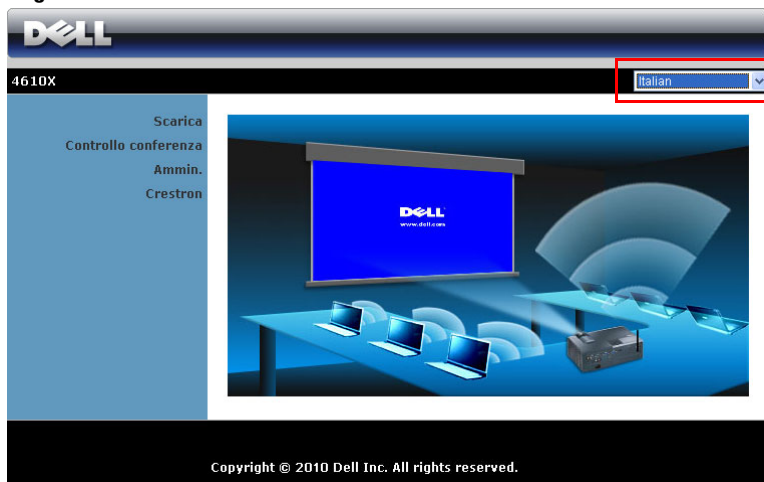 DELL
4610X
Italian
Scarica
Controllo conferenza
Ammin.
Crestron
DELL
www.dell.com
Copyright © 2010 Dell Inc. All rights reserved.